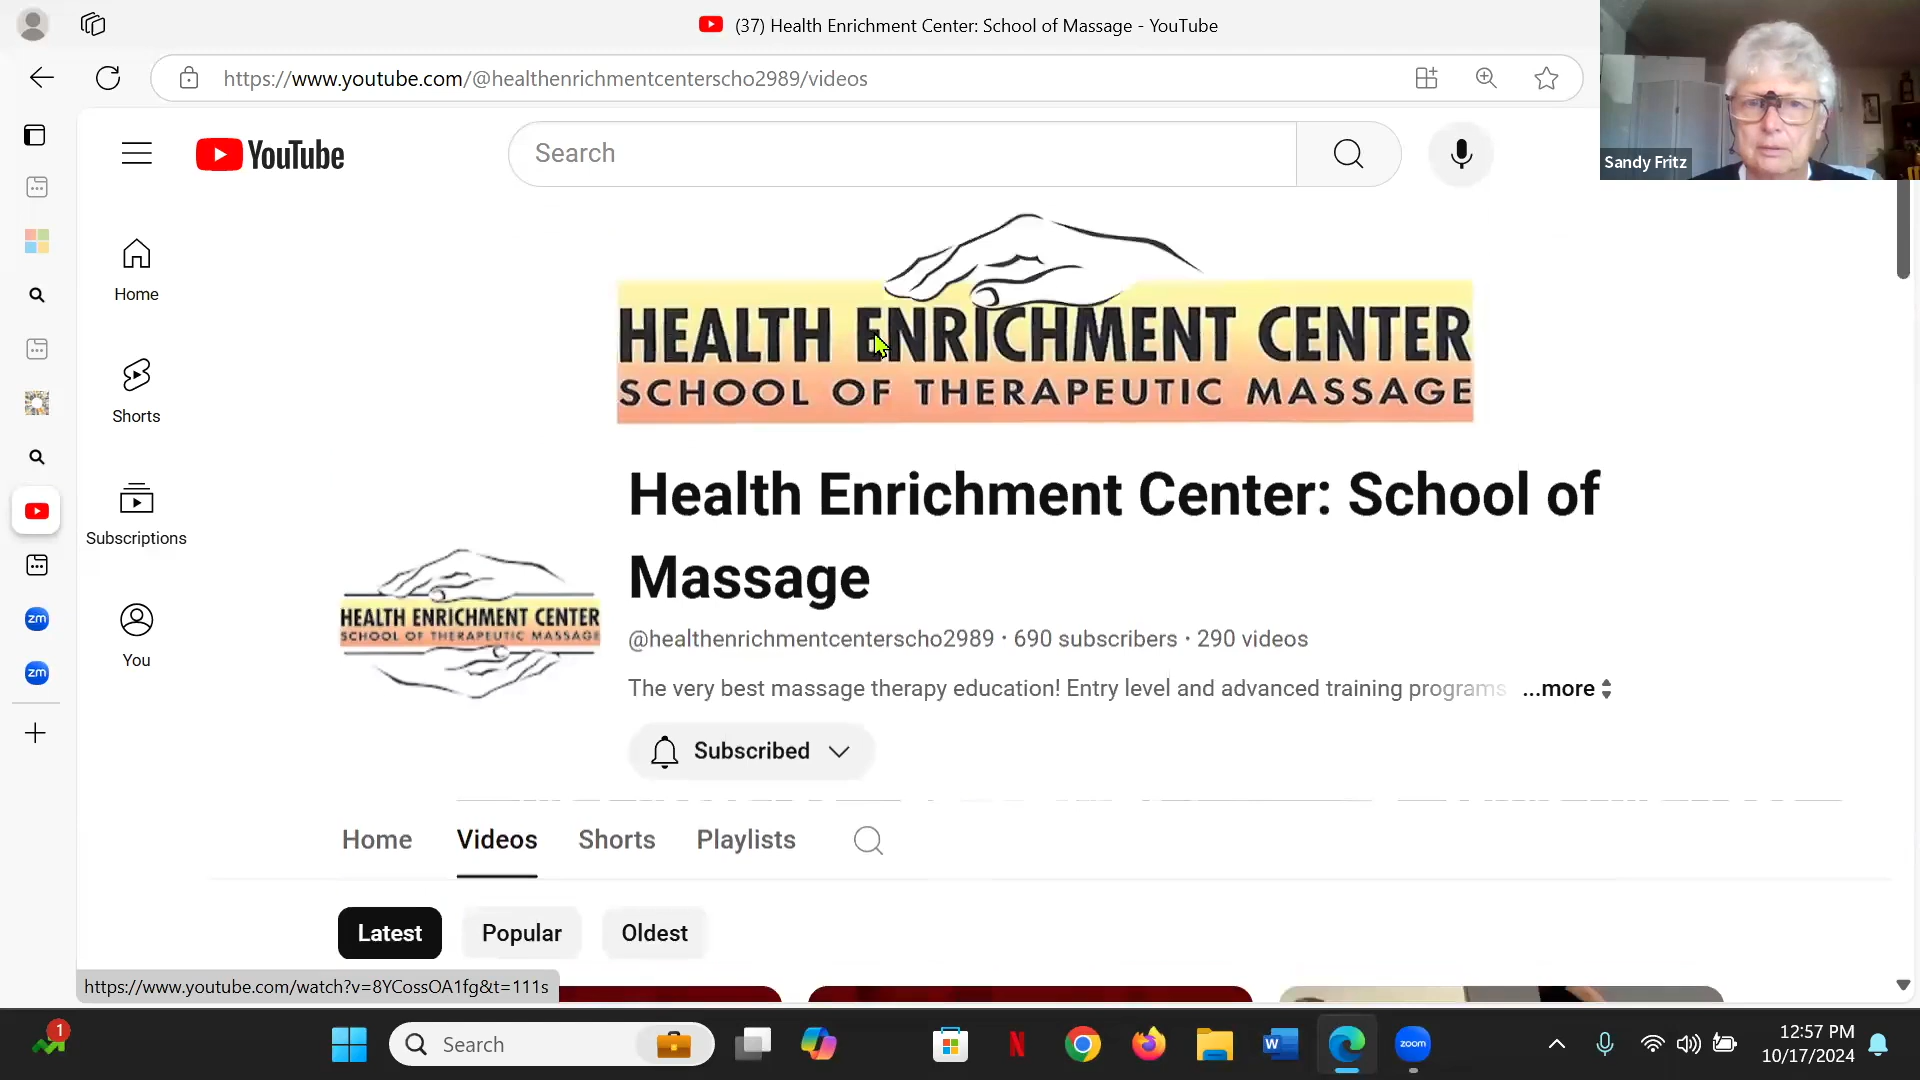 (37) Health Enrichment Center: School of Massage - YouTube
https://www.youtube.com/@healthenrichmentcenterscho2989/videos
Sandy Fritz
YouTube
Search
Home
Shorts
Subscriptions
You
HEALTH ENRICHMENT CENTER
SCHOOL OF THERAPEUTIC MASSAGE
HEALTH ENRICHMENT CENTER
SCHOOL OF THERAPEUTIC MASSAGE
Health Enrichment Center: School of
Massage
@healthenrichmentcenterscho2989 · 690 subscribers · 290 videos
The very best massage therapy education! Entry level and advanced training programs ...more
Subscribed
Home Videos Shorts Playlists
Latest Popular Oldest
https://www.youtube.com/watch?v=8YCossOA1fg&t=111s
zm
zm
1
Search
N
W
zoom
12:57 PM
10/17/2024